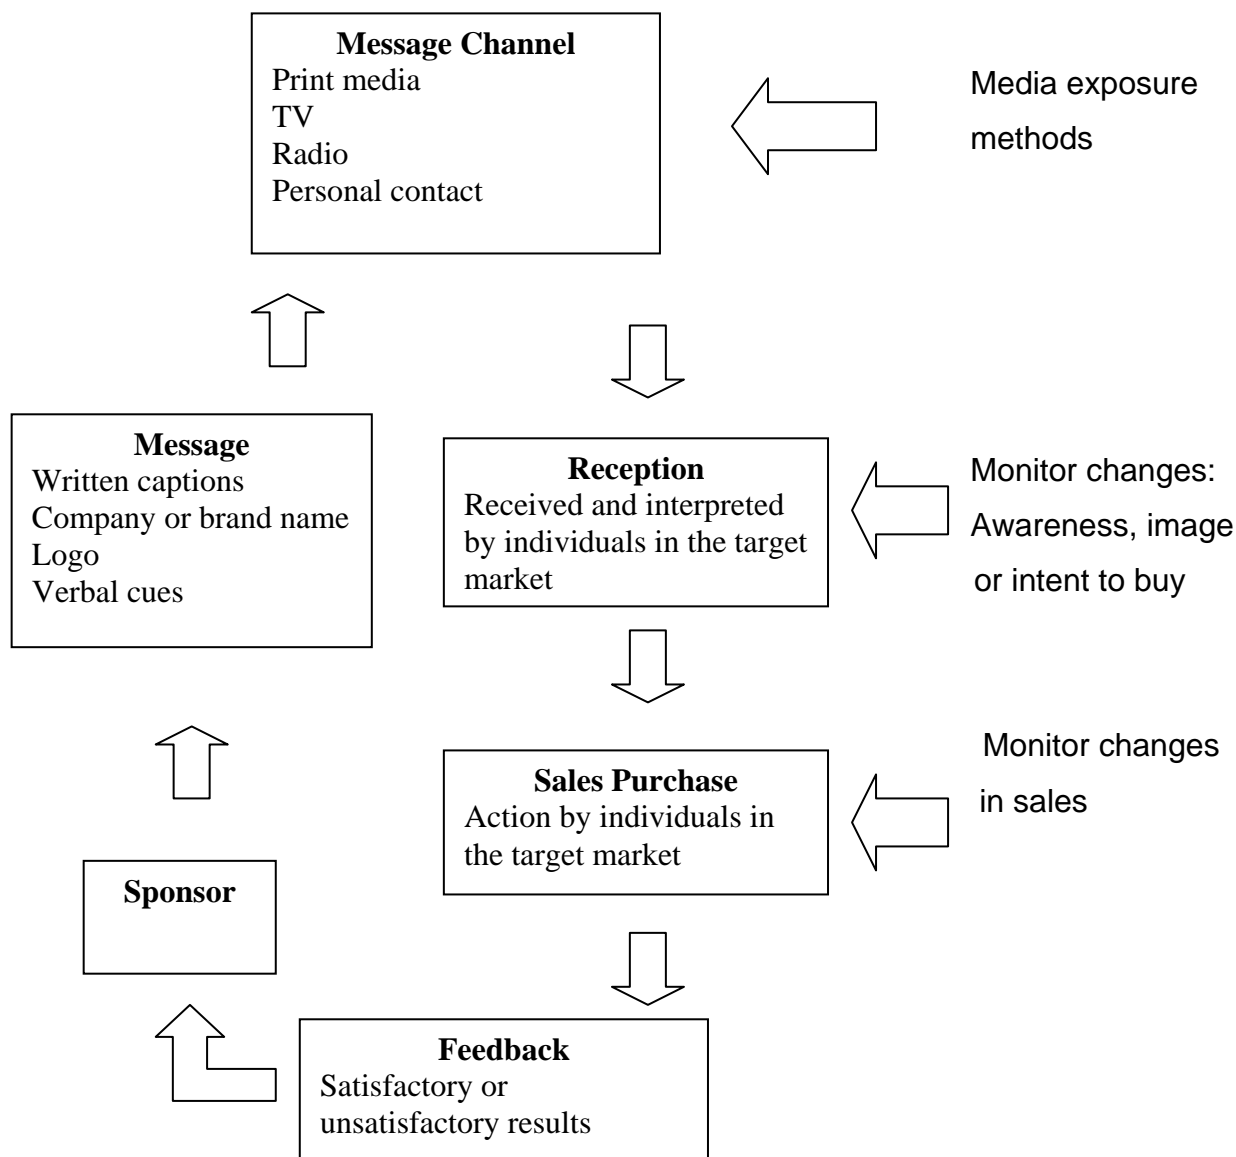 Message Channel
Print media
TV
Radio
Personal contact
Media exposure
methods
Message
Written captions
Company or brand name
Logo
Verbal cues
Reception
Received and interpreted
by individuals in the target
market
Monitor changes:
Awareness, image
or intent to buy
Sales Purchase
Action by individuals in
the target market
Monitor changes
in sales
Sponsor
Feedback
Satisfactory or
unsatisfactory results